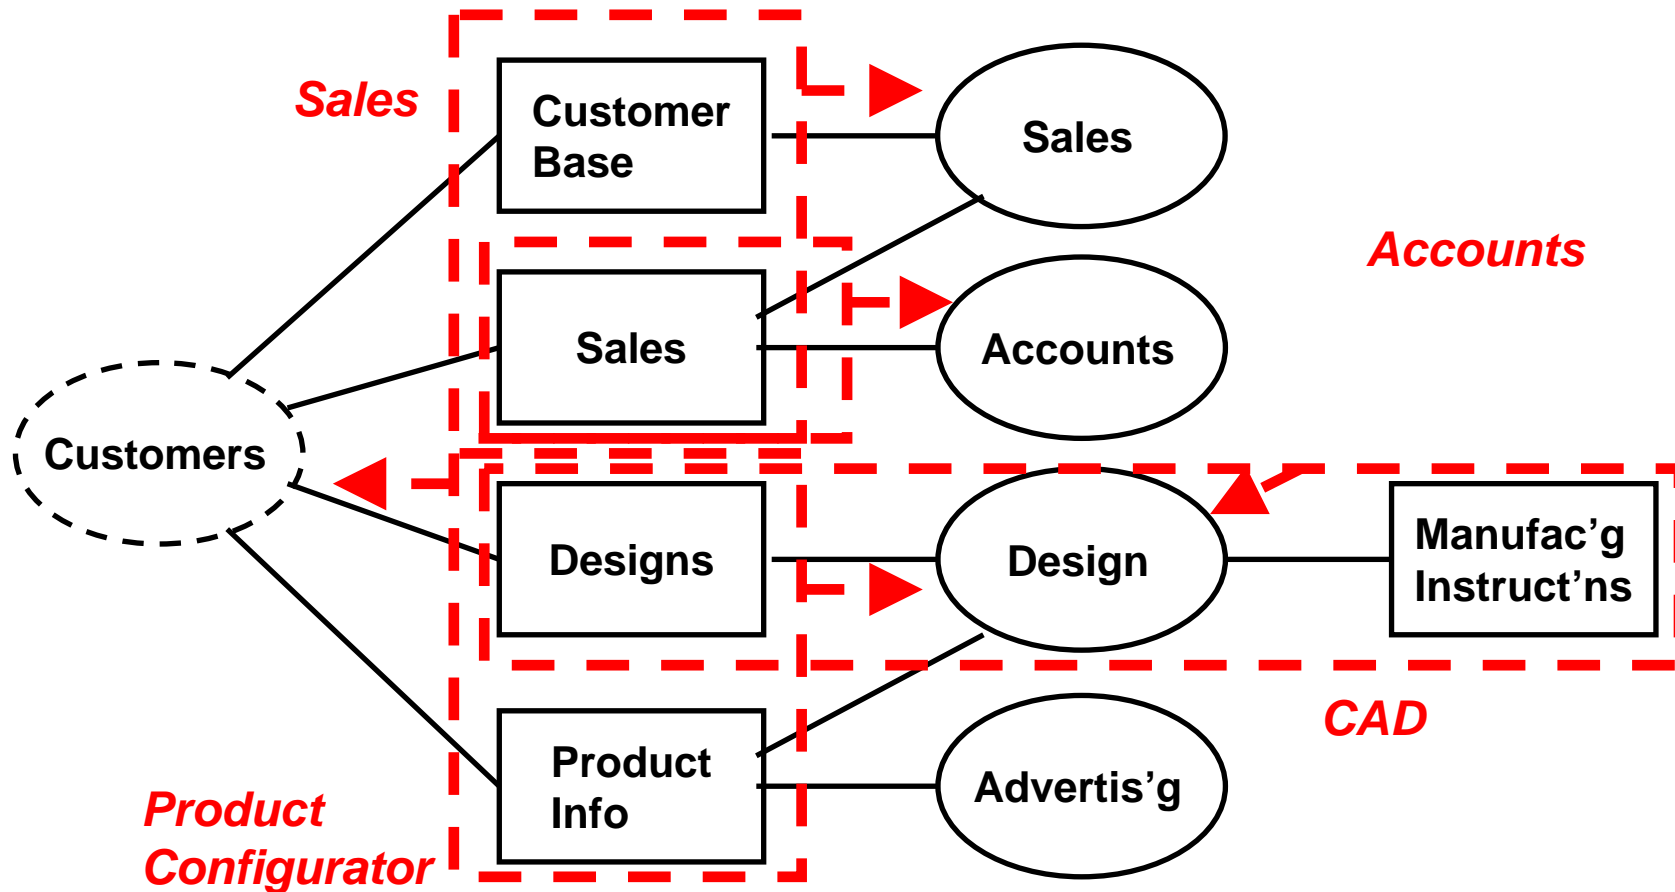 Sales
Customer
Base
Sales
Accounts
Sales
Accounts
Customers
Designs
Design
Manufac’g
Instruct’ns
CAD
Product
Info
Advertis’g
Product
Configurator